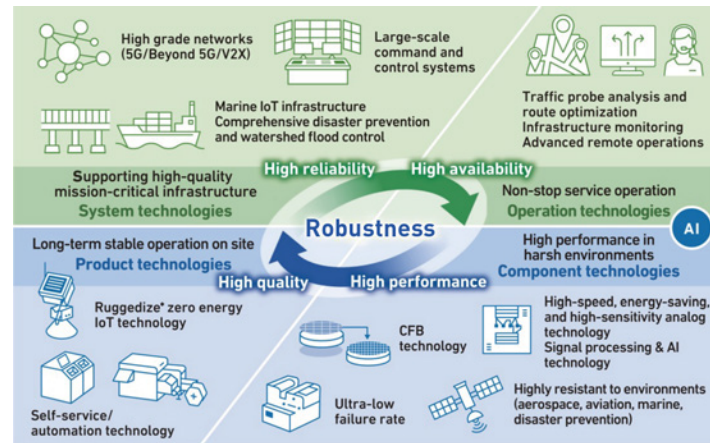 High grade networks
(5G/Beyond 5G/V2X)
Large-scale
command and
control systems
Marine IoT infrastructure
Comprehensive disaster prevention
and watershed flood control
Traffic probe analysis and
route optimization
Infrastructure monitoring
Advanced remote operations
Supporting high-quality
mission-critical infrastructure
System technologies
High reliability
High availability
Non-stop service operation
Operation technologies
Robustness
AI
Long-term stable operation on site
Product technologies
High quality
High performance
High performance in
harsh environments
Component technologies
Ruggedize* zero energy
IoT technology
Self-service/
automation technology
CFB
technology
Ultra-low
failure rate
High-speed, energy-saving,
and high-sensitivity analog
technology
Signal processing & AI
technology
Highly resistant to environments
(aerospace, aviation, marine,
disaster prevention)